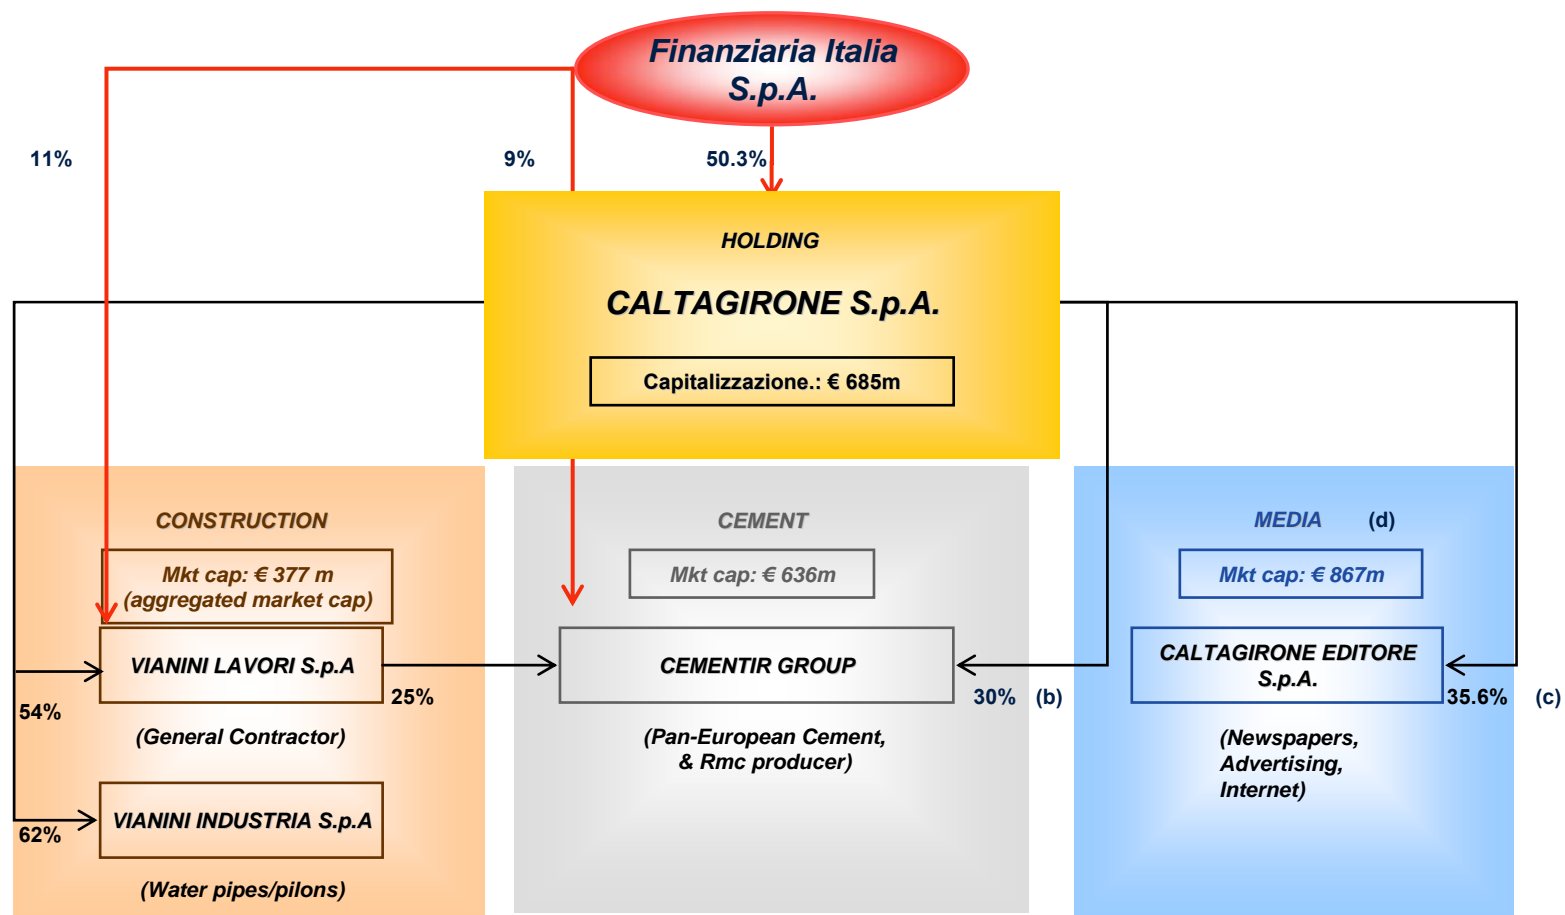 Finanziaria Italia
S.p.A.
11%
9%
50.3%
HOLDING
CALTAGIRONE S.p.A.
Capitalizzazione.: € 685m
CONSTRUCTION
Mkt cap: € 377 m
(aggregated market cap)
VIANINI LAVORI S.p.A
54%
25%
(General Contractor)
VIANINI INDUSTRIA S.p.A
62%
(Water pipes/pilons)
CEMENT
Mkt cap: € 636m
CEMENTIR GROUP
30% (b)
(Pan-European Cement,
& Rmc producer)
MEDIA (d)
Mkt cap: € 867m
CALTAGIRONE EDITORE
S.p.A.
35.6% (c)
(Newspapers,
Advertising,
Internet)